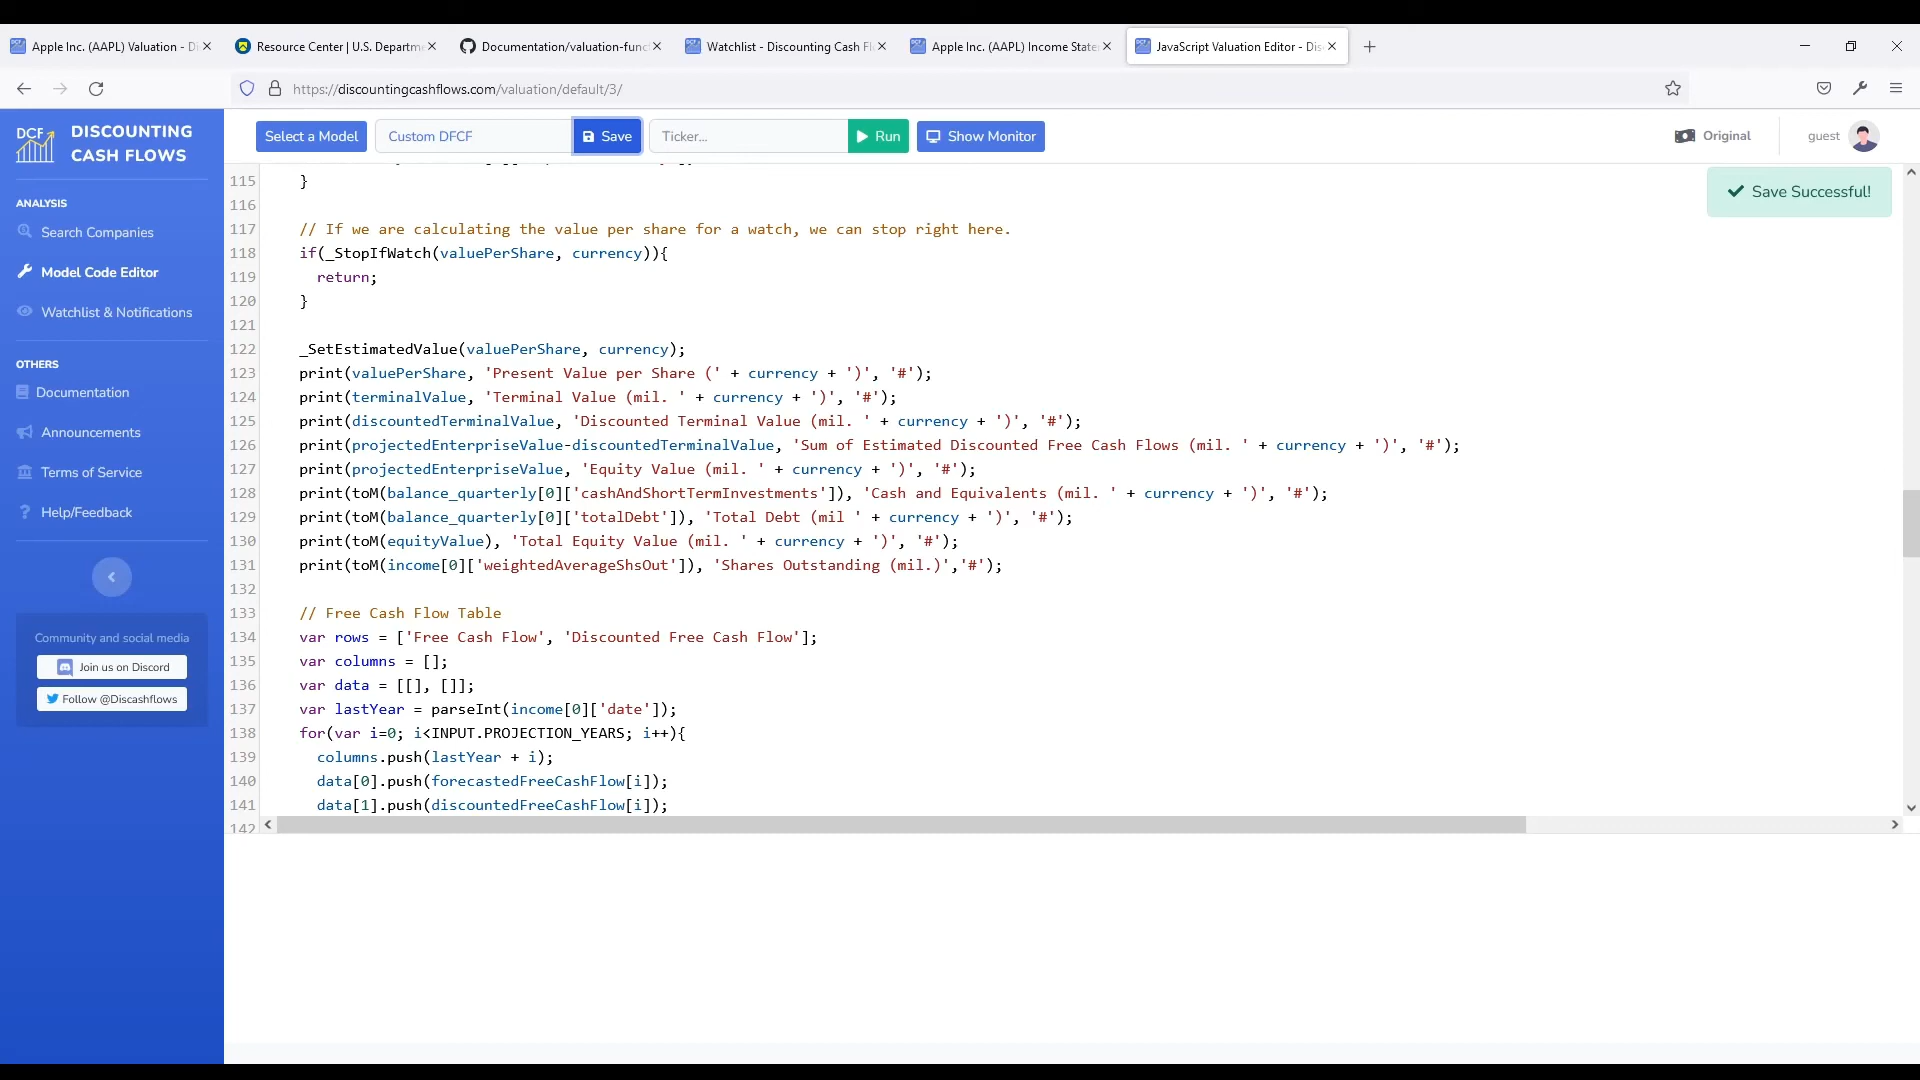 Apple Inc. (AAPL) Valuation - Di
Resource Center | U.S. Departme
Documentation/valuation-func
Watchlist - Discounting Cash Fl
Apple Inc. (AAPL) Income State
JavaScript Valuation Editor - Dis
https://discountingcashflows.com/valuation/default/3/
DCF
DISCOUNTING
CASH FLOWS
Select a Model
Custom DFCF
Save
Ticker...
Run
Show Monitor
Original
guest
Save Successful!
ANALYSIS
Search Companies
Model Code Editor
Watchlist & Notifications
OTHERS
Documentation
Announcements
Terms of Service
Help/Feedback
Community and social media
Join us on Discord
Follow @Discashflows
115 }
116
117 // If we are calculating the value per share for a watch, we can stop right here.
118 if(_StopIfWatch(valuePerShare, currency)){
119 return;
120 }
121
122 _SetEstimatedValue(valuePerShare, currency);
123 print(valuePerShare, 'Present Value per Share (' + currency + ')', '#');
124 print(terminalValue, 'Terminal Value (mil. ' + currency + ')', '#');
125 print(discountedTerminalValue, 'Discounted Terminal Value (mil. ' + currency + ')', '#');
126 print(projectedEnterpriseValue-discountedTerminalValue, 'Sum of Estimated Discounted Free Cash Flows (mil. ' + currency + ')', '#');
127 print(projectedEnterpriseValue, 'Equity Value (mil. ' + currency + ')', '#');
128 print(toM(balance_quarterly[0]['cashAndShortTermInvestments']), 'Cash and Equivalents (mil. ' + currency + ')', '#');
129 print(toM(balance_quarterly[0]['totalDebt']), 'Total Debt (mil ' + currency + ')', '#');
130 print(toM(equityValue), 'Total Equity Value (mil. ' + currency + ')', '#');
131 print(toM(income[0]['weightedAverageShsOut']), 'Shares Outstanding (mil.)','#');
132
133 // Free Cash Flow Table
134 var rows = ['Free Cash Flow', 'Discounted Free Cash Flow'];
135 var columns = [];
136 var data = [[], []];
137 var lastYear = parseInt(income[0]['date']);
138 for(var i=0; i<INPUT.PROJECTION_YEARS; i++){
139 columns.push(lastYear + i);
140 data[0].push(forecastedFreeCashFlow[i]);
141 data[1].push(discountedFreeCashFlow[i]);
142